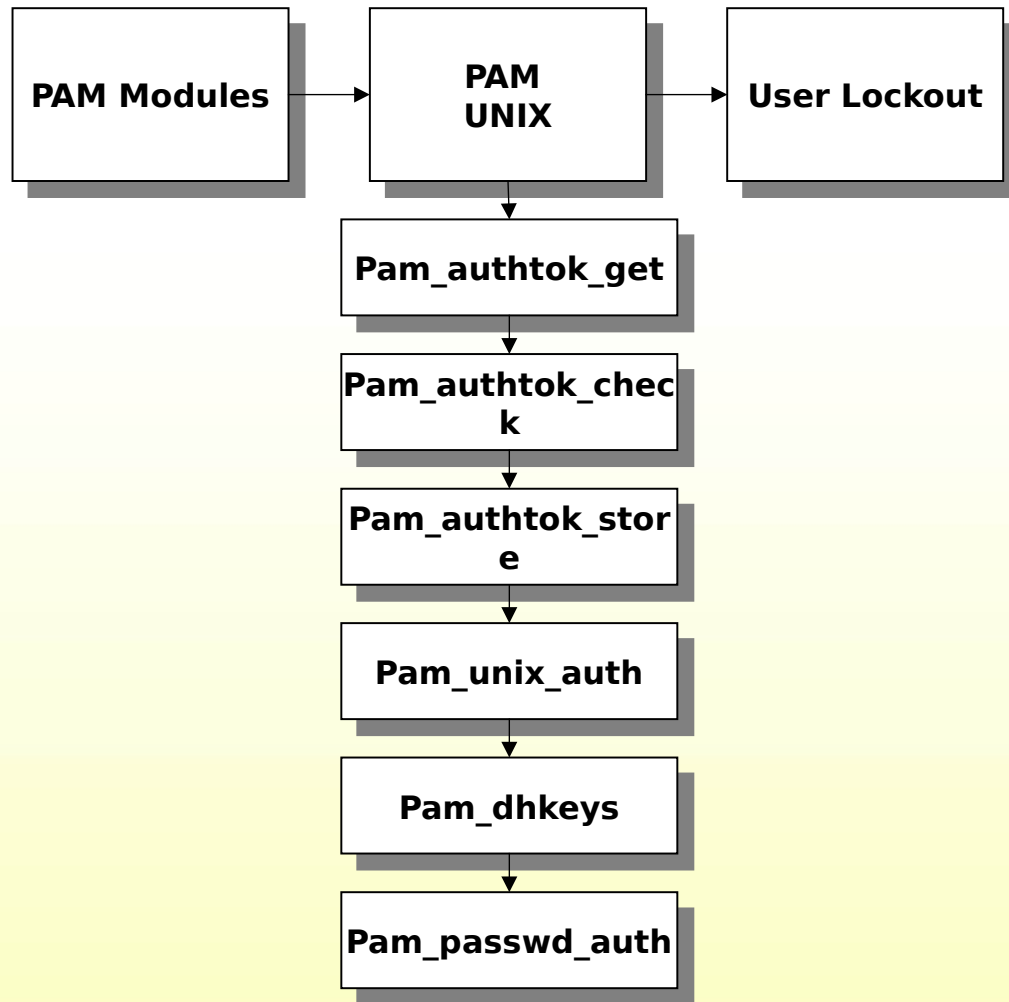 PAM Modules
PAM
UNIX
User Lockout
Pam_authtok_get
Pam_authtok_chec
k
Pam_authtok_stor
e
Pam_unix_auth
Pam_dhkeys
Pam_passwd_auth